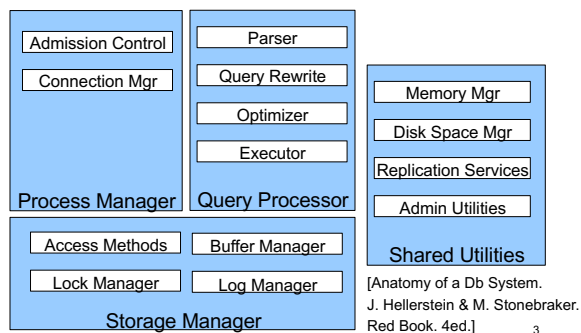 Admission Control
Connection Mgr
Process Manager
Parser
Query Rewrite
Optimizer
Executor
Query Processor
Memory Mgr
Disk Space Mgr
Replication Services
Admin Utilities
Shared Utilities
Access Methods
Buffer Manager
Lock Manager
Log Manager
Storage Manager
[Anatomy of a Db System.
J. Hellerstein & M. Stonebraker.
Red Book. 4ed.]
3